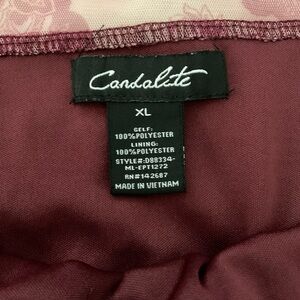 Candalite
XL
SELF:
100%POLYESTER
LINING:
100%POLYESTER
STYLE#:D88334-
ML-EPT1272
RN#142687
MADE IN VIETNAM